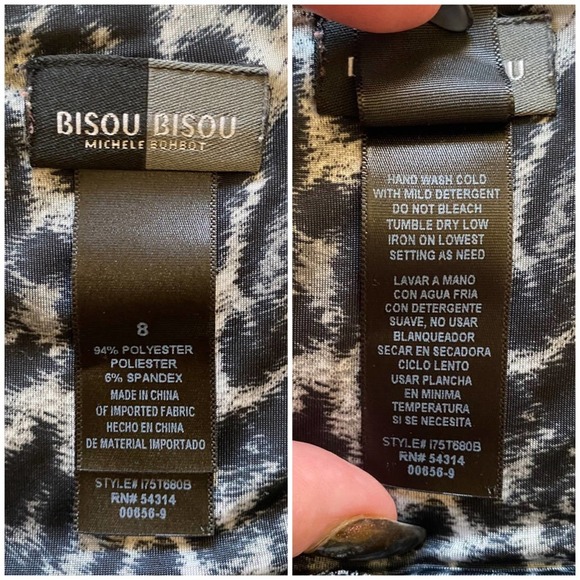 BISOU BISOU
MICHELE BOHBOT
8
94% POLYESTER
POLIESTER
6% SPANDEX
MADE IN CHINA
OF IMPORTED FABRIC
HECHO EN CHINA
DE MATERIAL IMPORTADO
STYLE# I75T680B
RN# 54314
00656-9
U
HAND WASH COLD
WITH MILD DETERGENT
DO NOT BLEACH
TUMBLE DRY LOW
IRON ON LOWEST
SETTING AS NEED
LAVAR A MANO
CON AGUA FRIA
CON DETERGENTE
SUAVE, NO USAR
BLANQUEADOR
SECAR EN SECADORA
CICLO LENTO
USAR PLANCHA
EN MINIMA
TEMPERATURA
SI SE NECESITA
STYLE# I75T680B
RN# 54314
00656-9